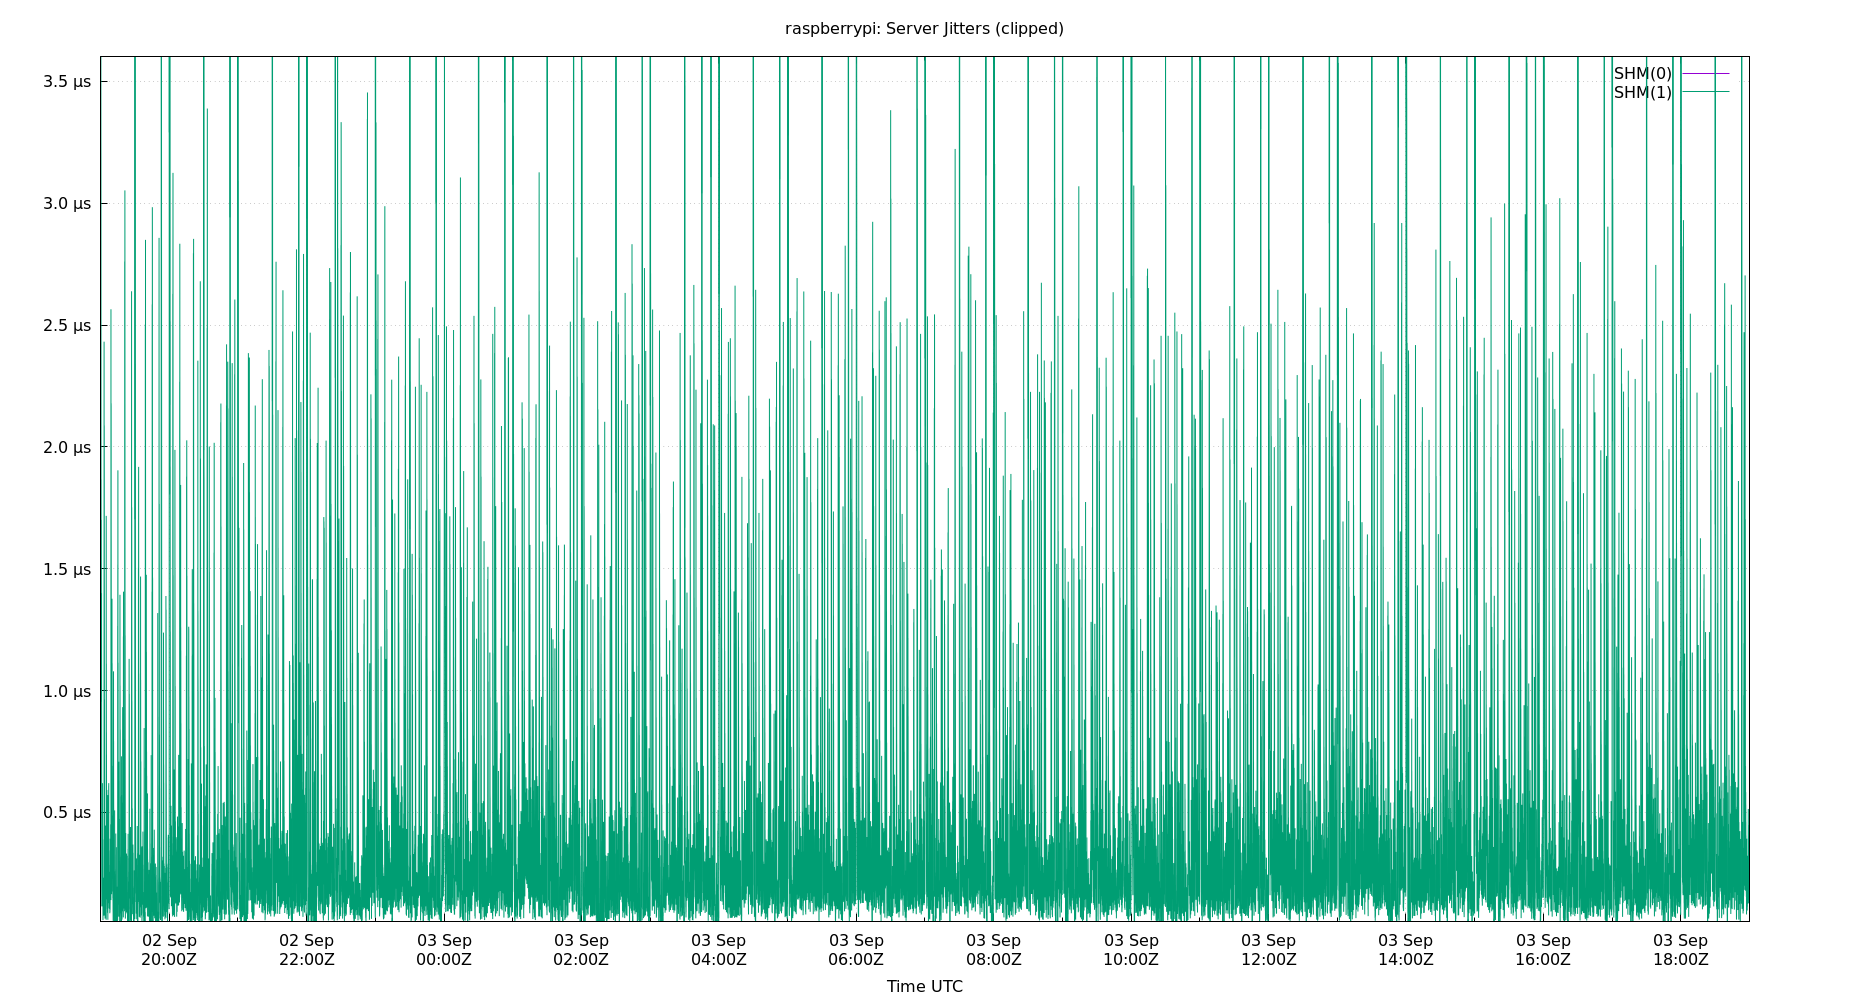 raspberrypi: Server Jitters (clipped)
3.5 µs
3.0 µs
2.5 µs
2.0 µs
1.5 µs
1.0 µs
0.5 µs
SHM(0)
SHM(1)
02 Sep
20:00Z
02 Sep
22:00Z
03 Sep
00:00Z
03 Sep
02:00Z
03 Sep
04:00Z
03 Sep
06:00Z
03 Sep
08:00Z
03 Sep
10:00Z
03 Sep
12:00Z
03 Sep
14:00Z
03 Sep
16:00Z
03 Sep
18:00Z
Time UTC